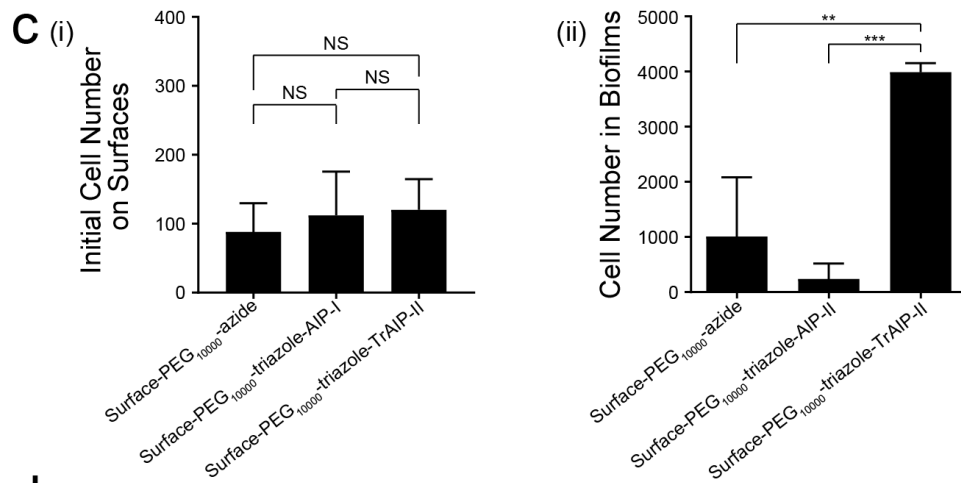 C (i)
Initial Cell Number
on Surfaces
400
300
200
100
0
NS
NS
NS
Surface-PEG10000-azide
Surface-PEG10000-triazole-AIP-I
Surface-PEG10000-triazole-TrAIP-II
(ii)
Cell Number in Biofilms
5000
4000
3000
2000
1000
0
**
***
Surface-PEG10000-azide
Surface-PEG10000-triazole-AIP-II
Surface-PEG10000-triazole-TrAIP-II